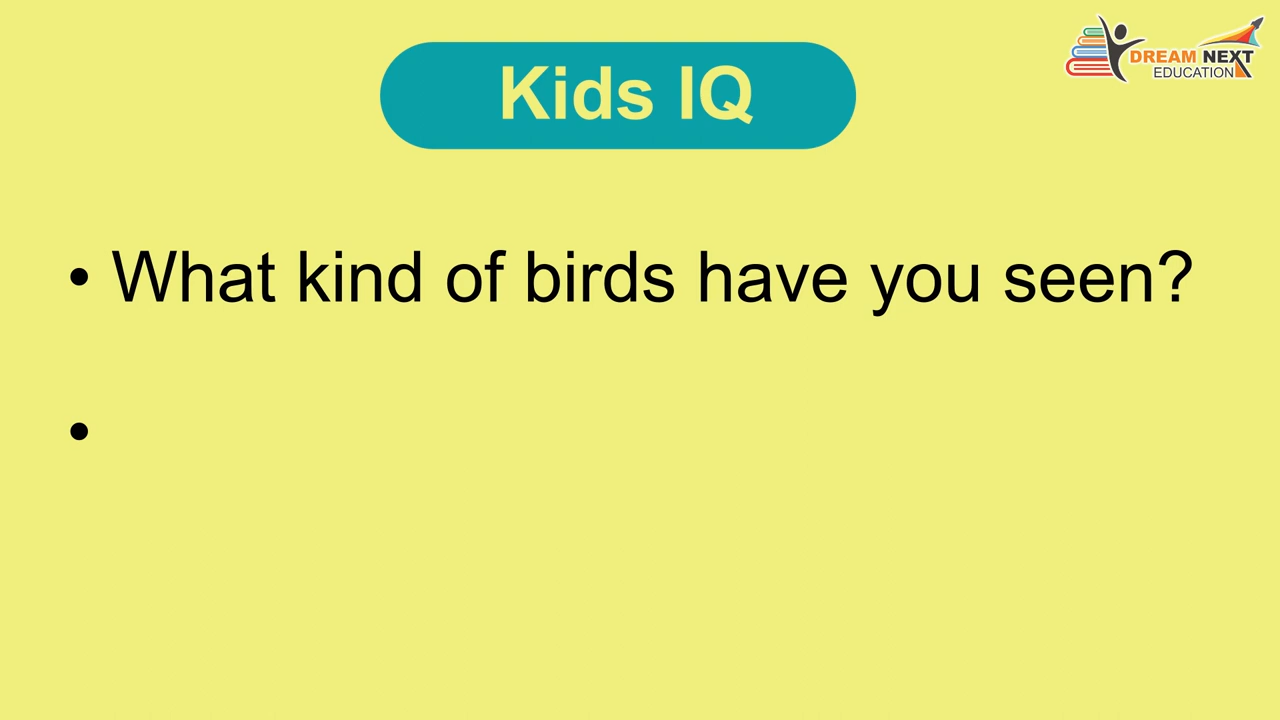 Kids IQ
DREAM NEXT
EDUCATION
• What kind of birds have you seen?
•